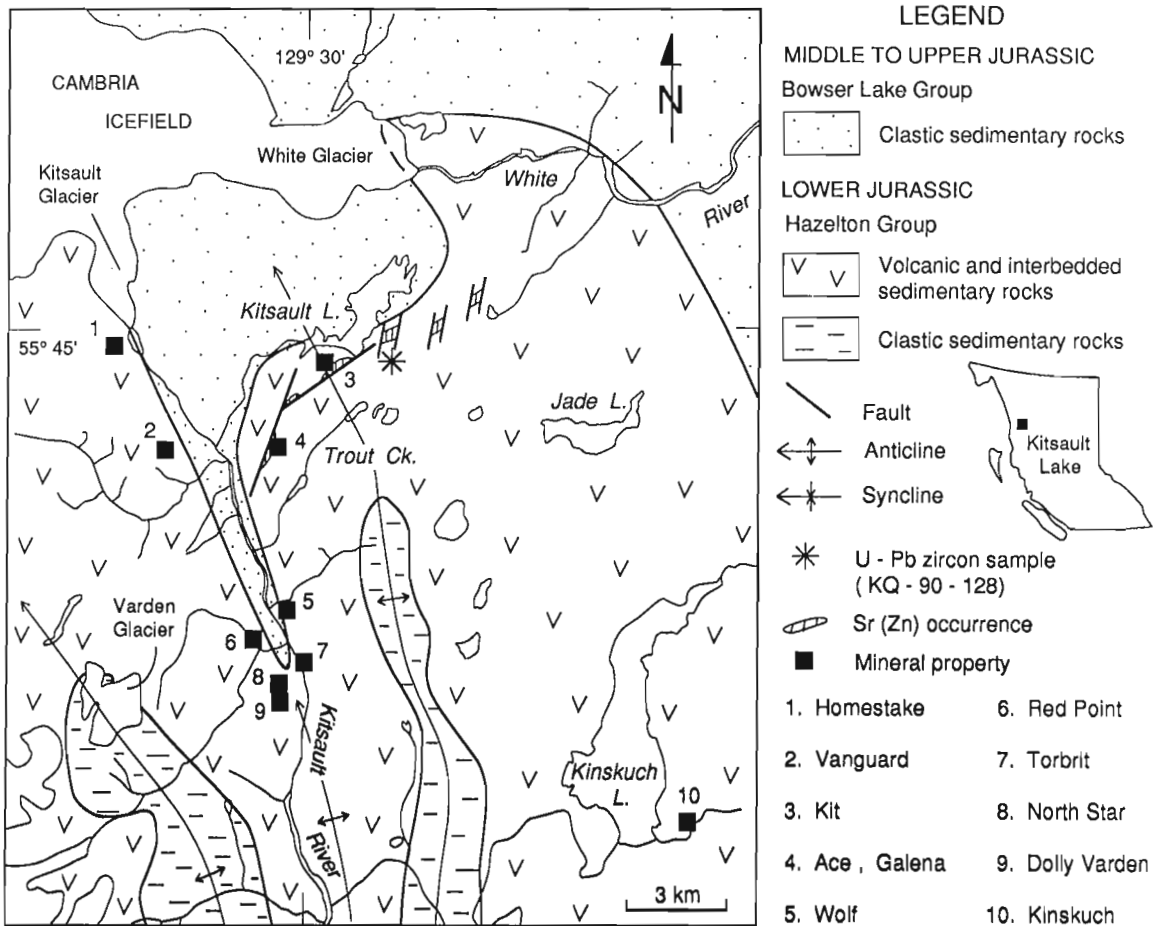 129° 30'
CAMBRIA
ICEFIELD
N
White Glacier
Kitsault
Glacier
White
River
Kitsault L.
1
55° 45'
3
Jade L.
2
4
Trout Ck.
Varden
Glacier
5
6
7
8
9
Kitsault
River
Kinskuch
L.
10
3 km
LEGEND
MIDDLE TO UPPER JURASSIC
Bowser Lake Group
Clastic sedimentary rocks
LOWER JURASSIC
Hazelton Group
Volcanic and interbedded
sedimentary rocks
Clastic sedimentary rocks
Fault
Anticline
Syncline
Kitsault
Lake
U - Pb zircon sample
( KQ - 90 - 128)
Sr (Zn) occurrence
Mineral property
1. Homestake
2. Vanguard
3. Kit
4. Ace , Galena
5. Wolf
6. Red Point
7. Torbrit
8. North Star
9. Dolly Varden
10. Kinskuch